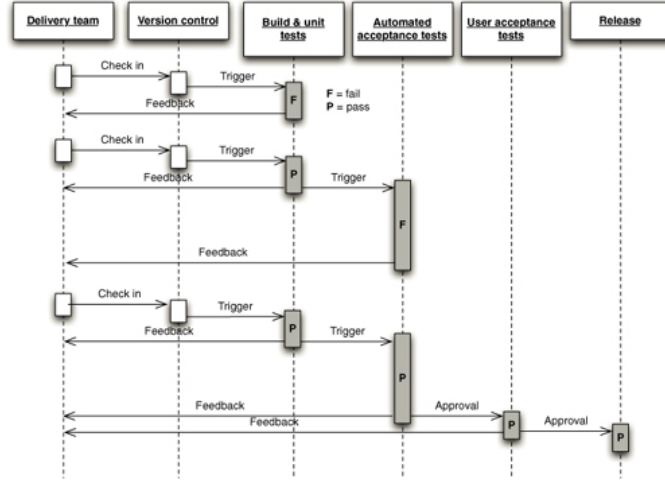 Delivery team
Version control
Build & unit
tests
Automated
acceptance tests
User acceptance
tests
Release
Check in
Trigger
F
F = fail
P = pass
Feedback
Check in
Trigger
P
Feedback
Trigger
F
Feedback
Check in
Trigger
P
Feedback
Trigger
P
Feedback
Approval
Feedback
P
Approval
P